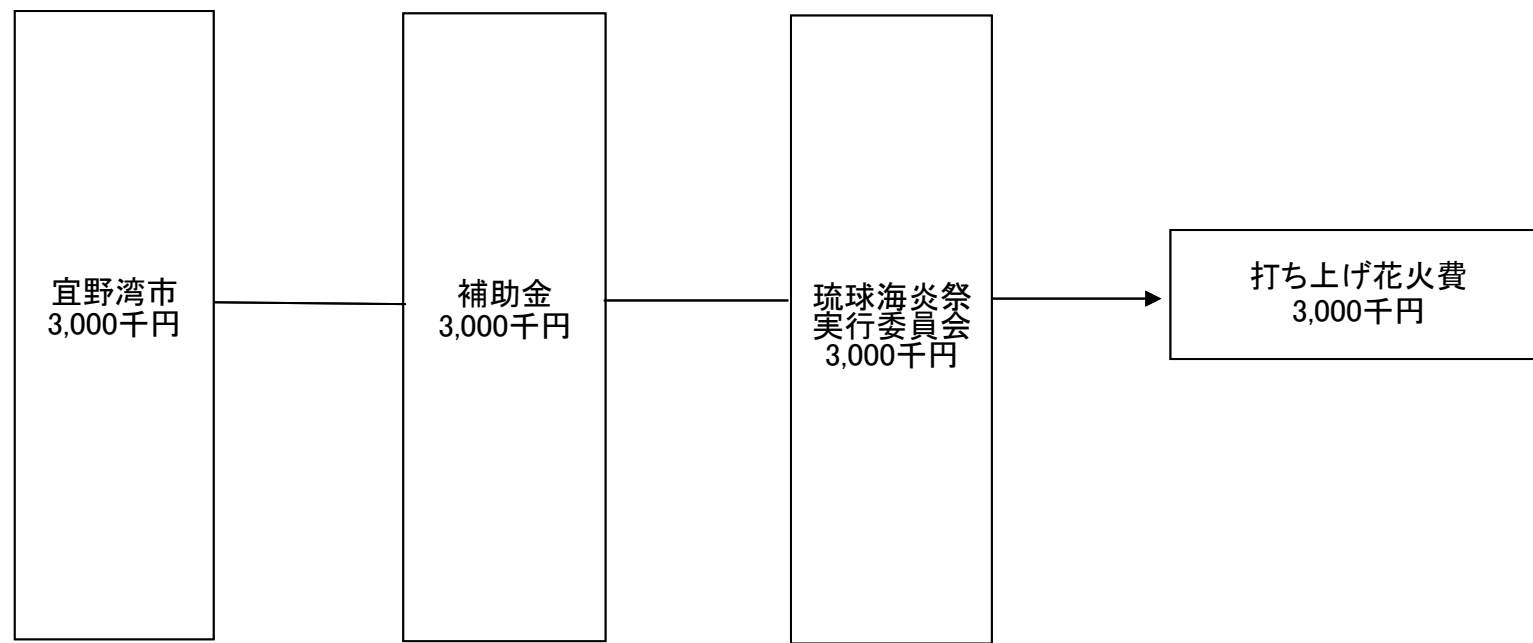 宜野湾市
3,000千円
補助金
3,000千円
琉球海炎祭
実行委員会
3,000千円
打ち上げ花火費
3,000千円